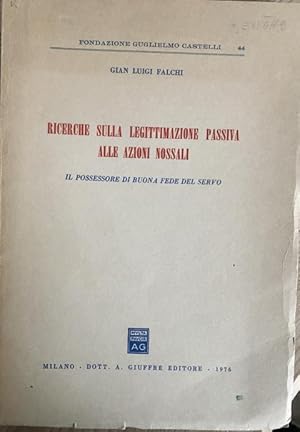 FONDAZIONE GUGLIELMO CASTELLI 44
GIAN LUIGI FALCHI
RICERCHE SULLA LEGITTIMAZIONE PASSIVA
ALLE AZIONI NOSSALI
IL POSSESSORE DI BUONA FEDE DEL SERVO
AG
MILANO - DOTT. A. GIUFFRÈ EDITORE - 1976